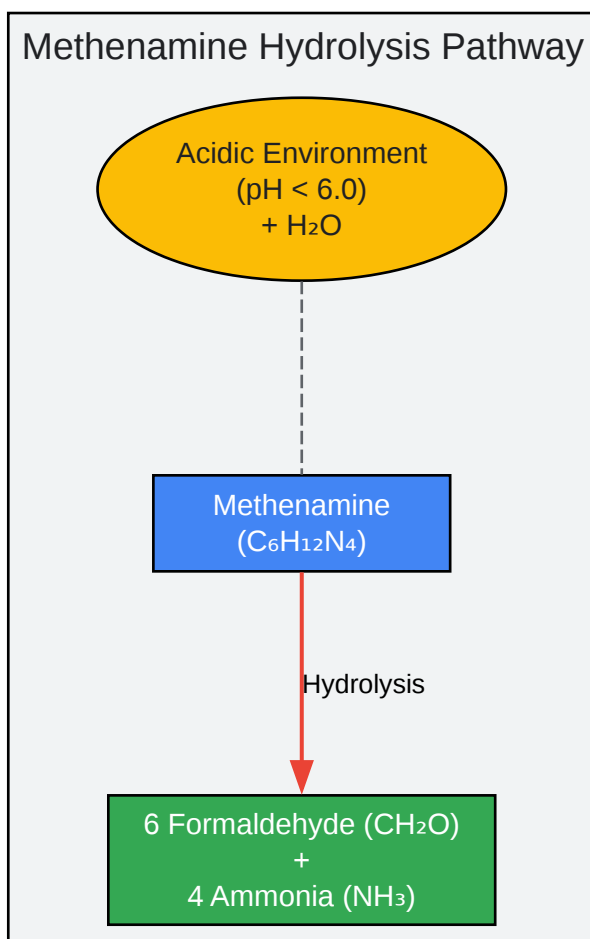 Methenamine Hydrolysis Pathway
Acidic Environment
(pH < 6.0)
+ H₂O
Methenamine
(C₆H₁₂N₄)
Hydrolysis
6 Formaldehyde (CH₂O)
+
4 Ammonia (NH₃)